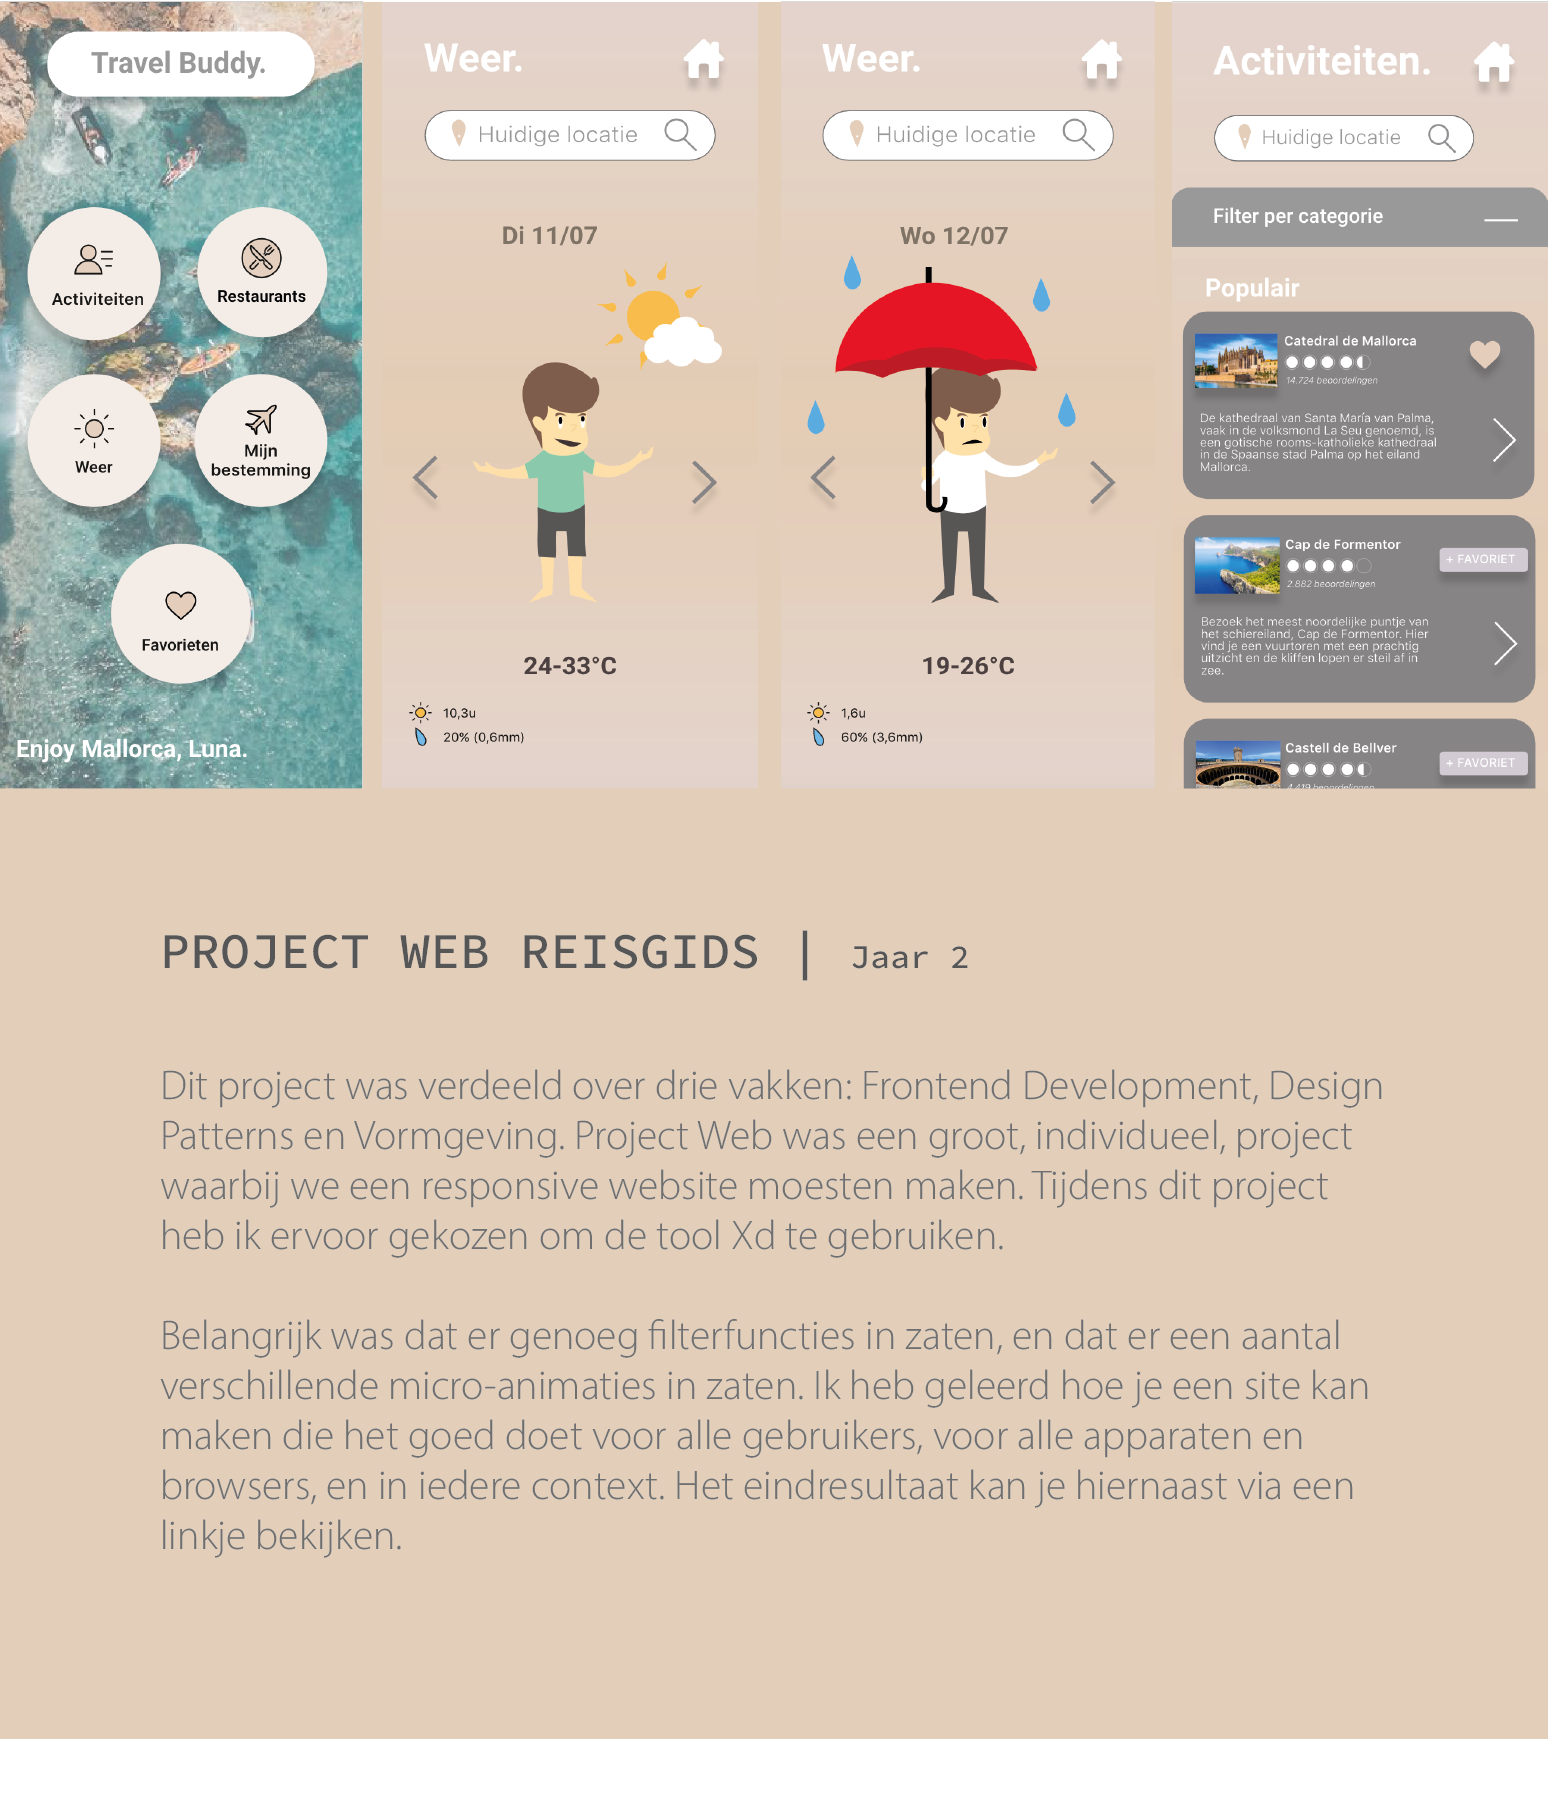 Travel Buddy.
Activiteiten
Restaurants
Weer
Mijn
bestemming
Favorieten
Enjoy Mallorca, Luna.
Weer.
Huidige locatie
Di 11/07
24-33°C
10,3u
20% (0,6mm)
Weer.
Huidige locatie
Wo 12/07
19-26°C
1,6u
60% (3,6mm)
Activiteiten.
Huidige locatie
Filter per categorie
Populair
Catedral de Mallorca
14.724 beoordelingen
De kathedraal van Santa María van Palma,
vaak in de volksmond La Seu genoemd, is
een gotische rooms-katholieke kathedraal
in de Spaanse stad Palma op het eiland
Mallorca.
Cap de Formentor
+ FAVORIET
2.882 beoordelingen
Bezoek het meest noordelijke puntje van
het schiereiland, Cap de Formentor. Hier
vind je een vuurtoren met een prachtig
uitzicht en de kliffen lopen er steil af in
zee.
Castell de Bellver
+ FAVORIET
4.419 beoordelingen
PROJECT WEB REISGIDS | Jaar 2
Dit project was verdeeld over drie vakken: Frontend Development, Design
Patterns en Vormgeving. Project Web was een groot, individueel, project
waarbij we een responsive website moesten maken. Tijdens dit project
heb ik ervoor gekozen om de tool Xd te gebruiken.
Belangrijk was dat er genoeg filterfuncties in zaten, en dat er een aantal
verschillende micro-animaties in zaten. Ik heb geleerd hoe je een site kan
maken die het goed doet voor alle gebruikers, voor alle apparaten en
browsers, en in iedere context. Het eindresultaat kan je hiernaast via een
linkje bekijken.